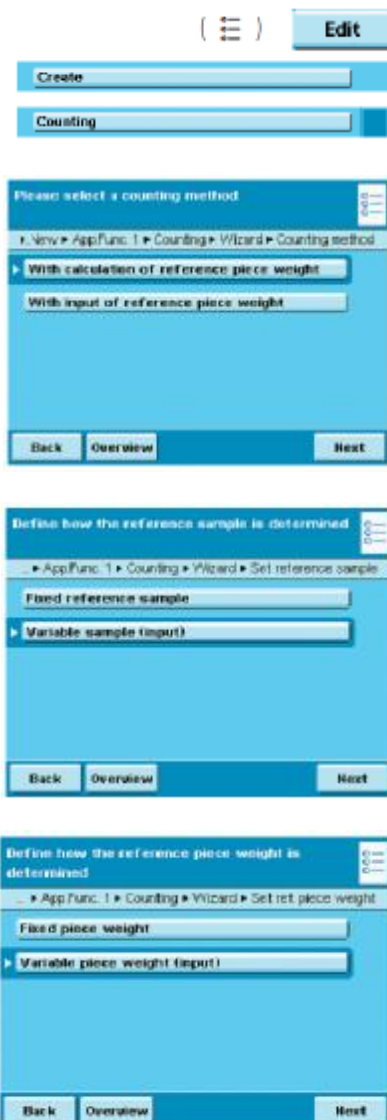 ( ) Edit
Create
Counting
Please select a counting method
New ▸ App.Func. 1 ▸ Counting ▸ Wizard ▸ Counting method
With calculation of reference piece weight
With input of reference piece weight
Back Overview Next
Define how the reference sample is determined
... ▸ App.Func. 1 ▸ Counting ▸ Wizard ▸ Set reference sample
Fixed reference sample
Variable sample (input)
Back Overview Next
Define how the reference piece weight is
determined
... ▸ App.Func. 1 ▸ Counting ▸ Wizard ▸ Set ref. piece weight
Fixed piece weight
Variable piece weight (input)
Back Overview Next